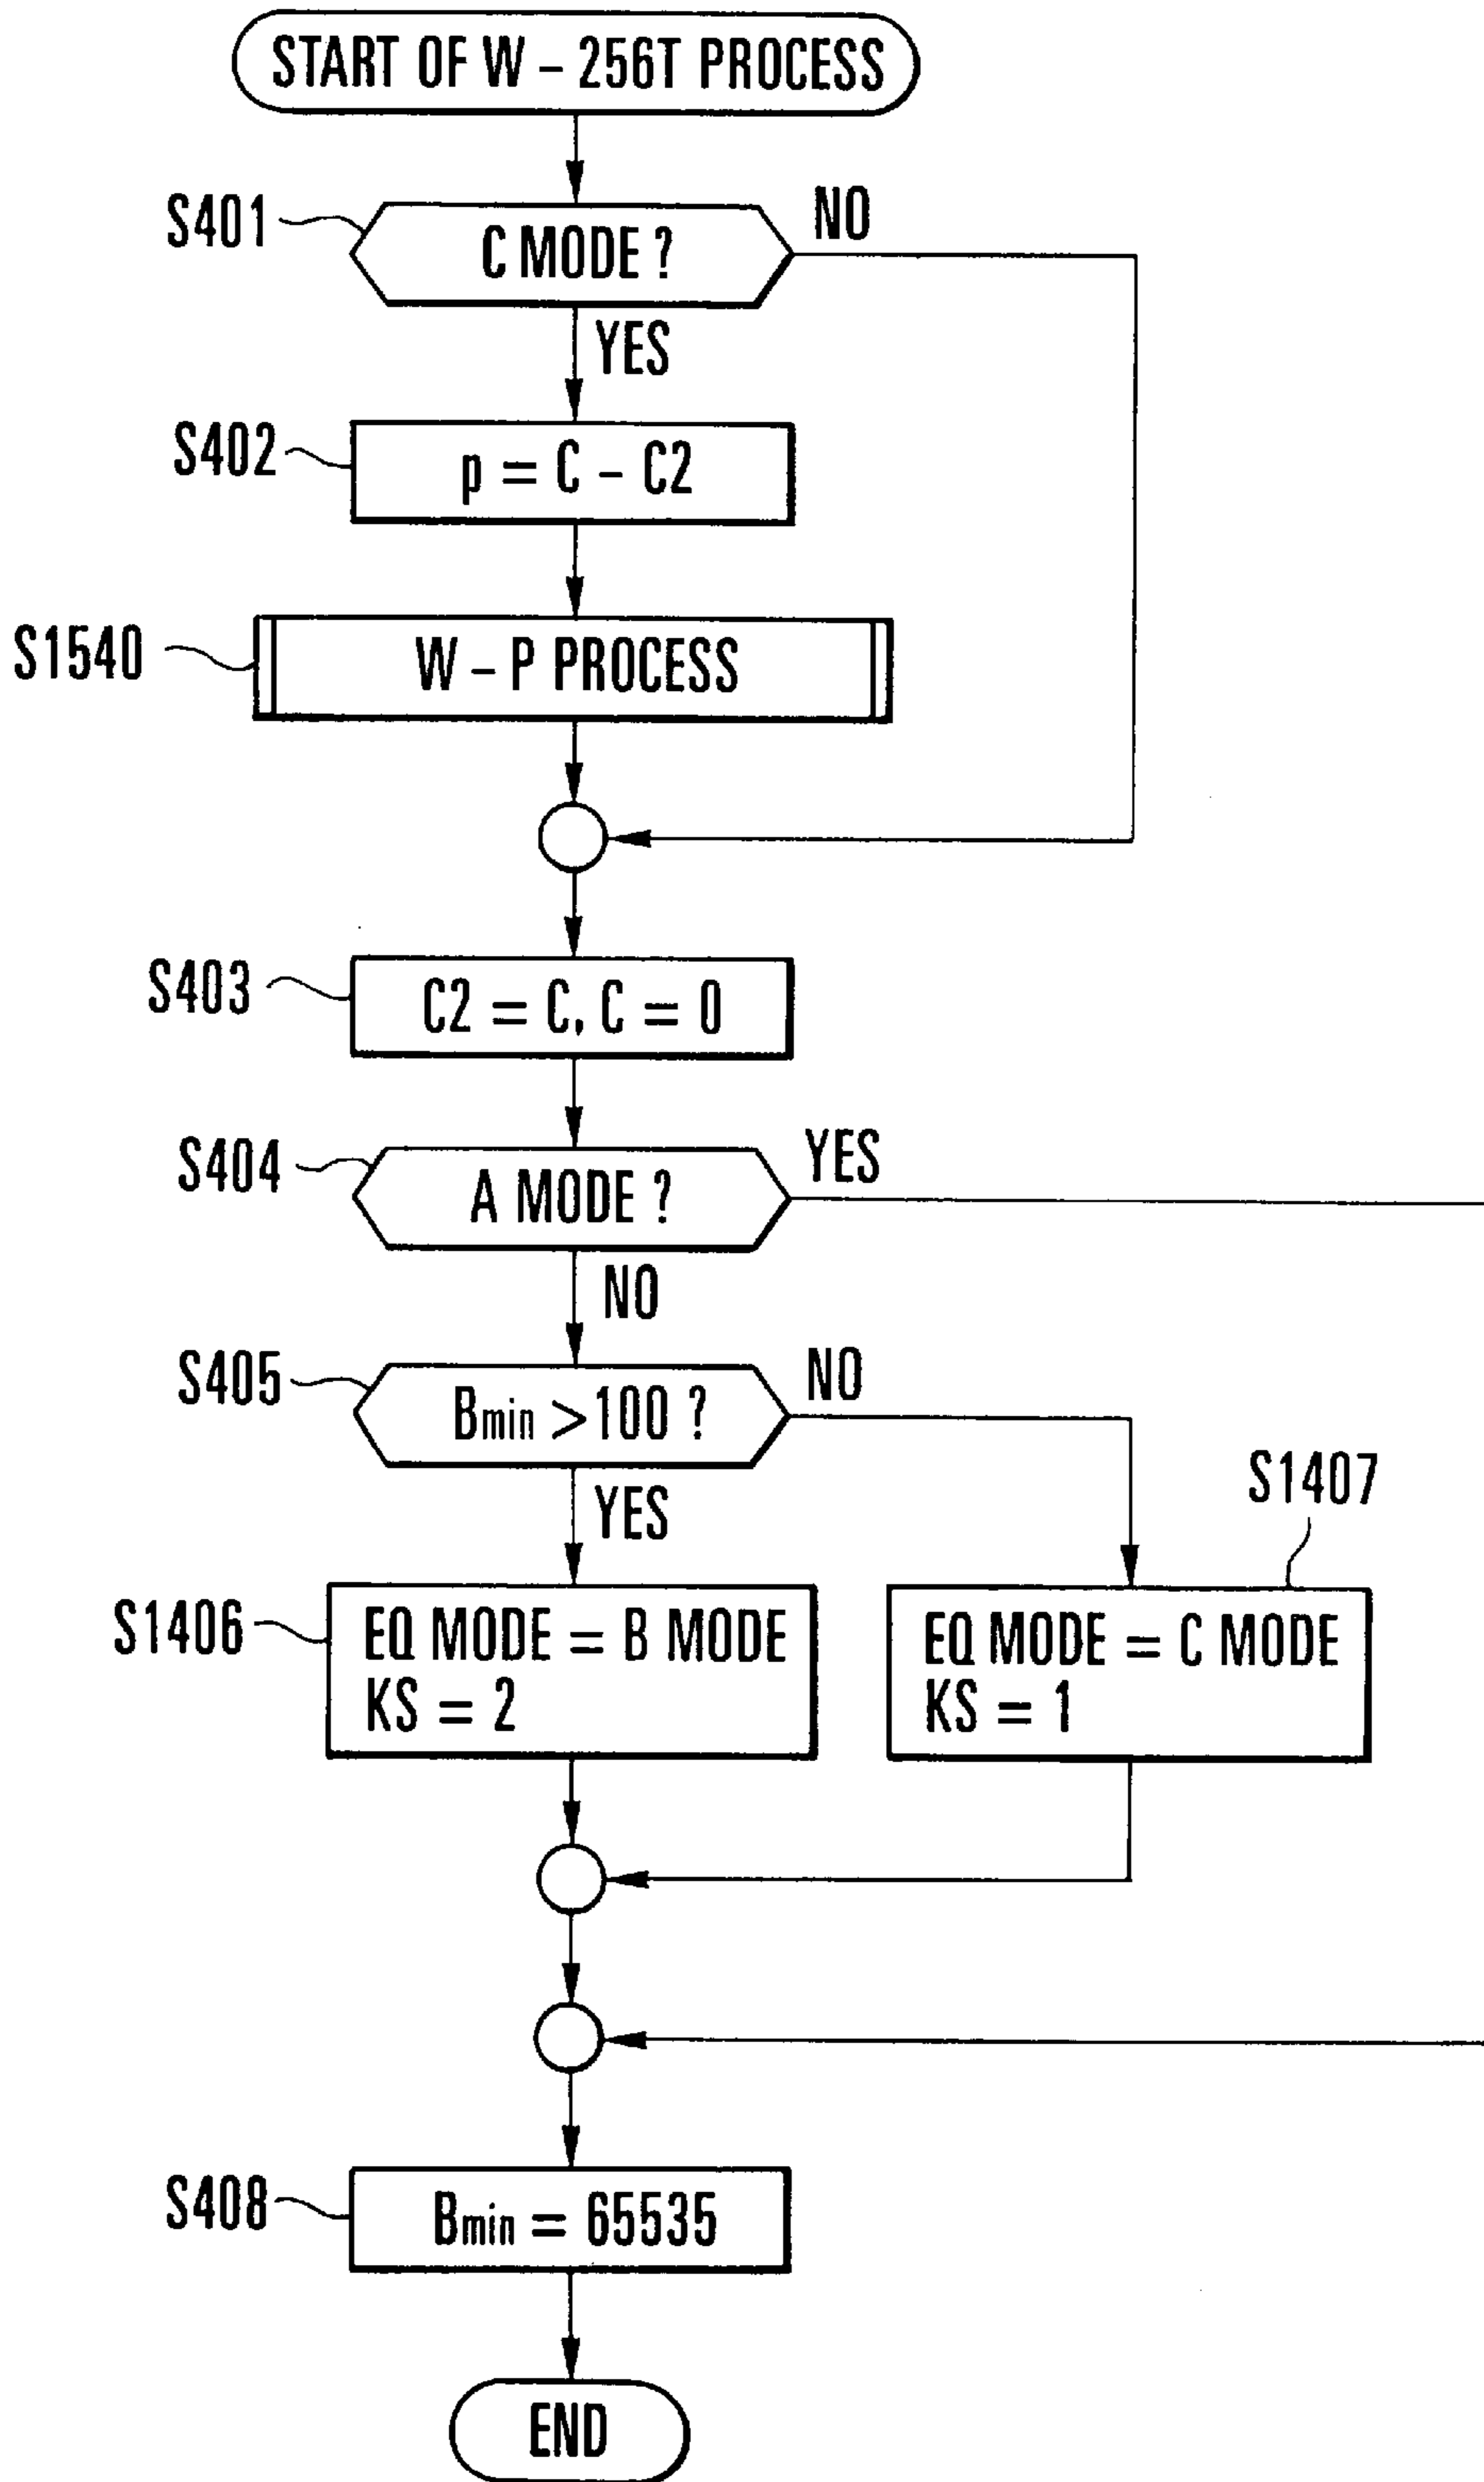 START OF W – 256T PROCESS
S401
C MODE ?
NO
YES
S402
p = C – C2
S1540
W – P PROCESS
S403
C2 = C, C = 0
S404
A MODE ?
YES
NO
S405
Bmin > 100 ?
NO
YES
S1407
S1406
EQ MODE = B MODE
KS = 2
EQ MODE = C MODE
KS = 1
S408
Bmin = 65535
END